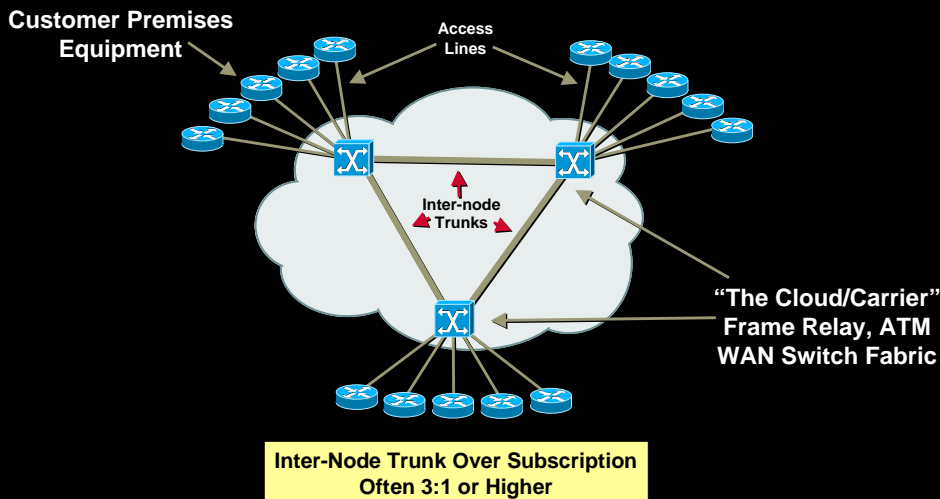 Customer Premises
Equipment
Access
Lines
Inter-node
Trunks
“The Cloud/Carrier”
Frame Relay, ATM
WAN Switch Fabric
Inter-Node Trunk Over Subscription
Often 3:1 or Higher